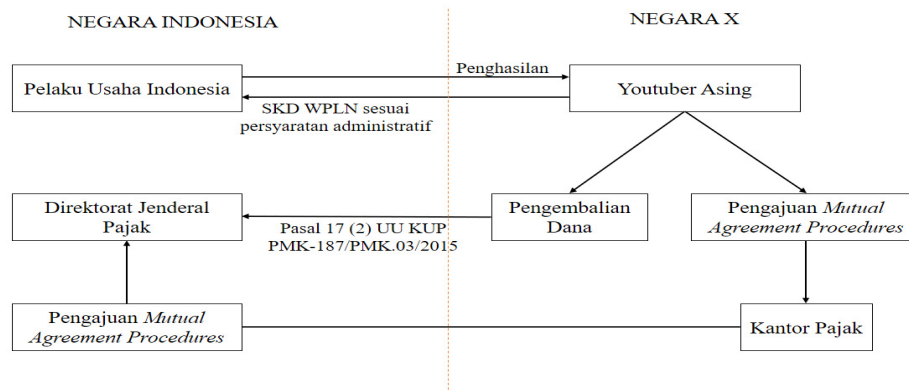 NEGARA INDONESIA
NEGARA X
Pelaku Usaha Indonesia
Penghasilan
Youtuber Asing
SKD WPLN sesuai
persyaratan administratif
Direktorat Jenderal
Pajak
Pengembalian
Dana
Pengajuan Mutual
Agreement Procedures
Pasal 17 (2) UU KUP
PMK-187/PMK.03/2015
Pengajuan Mutual
Agreement Procedures
Kantor Pajak